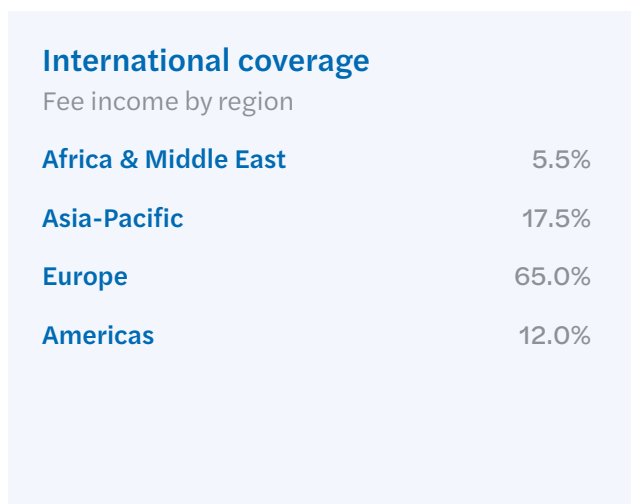 International coverage
Fee income by region
Africa & Middle East 5.5%
Asia-Pacific 17.5%
Europe 65.0%
Americas 12.0%